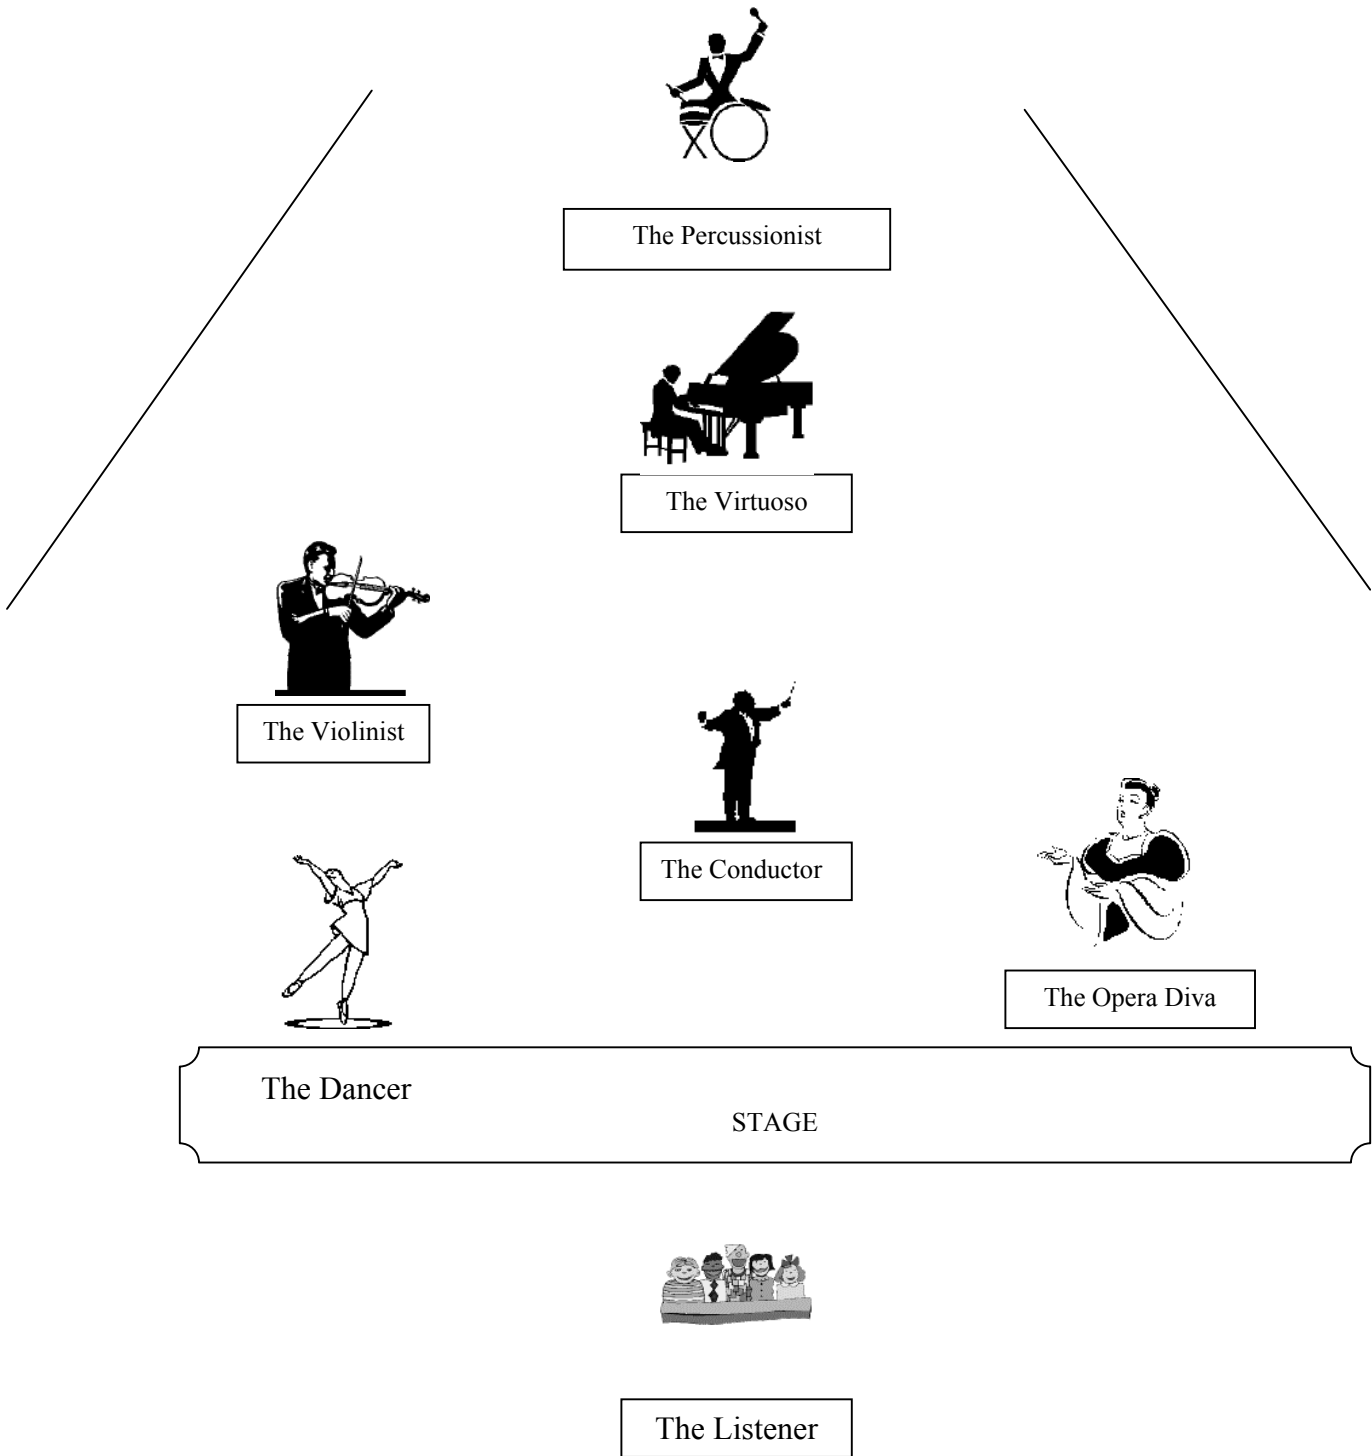 The Percussionist
The Virtuoso
The Violinist
The Conductor
The Opera Diva
The Dancer
STAGE
The Listener